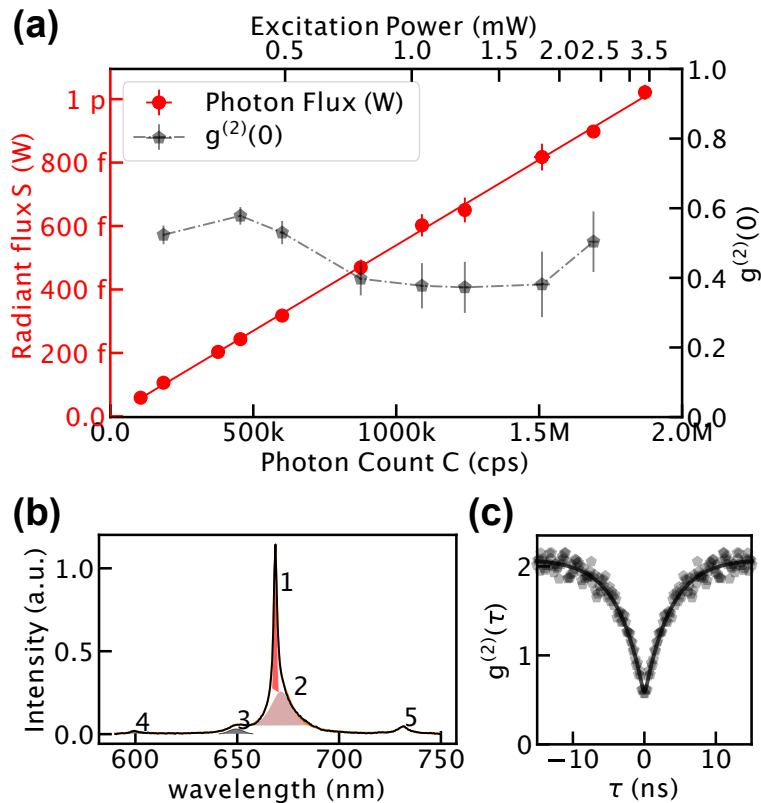 (a)
Excitation Power (mW)
0.5 1.0 1.5 2.0 2.5 3.5
Radiant flux S (W)
1 p
800 f
600 f
400 f
200 f
0.0
Photon Flux (W)
g(2)(0)
1.0
0.8
0.6
0.4
0.2
0.0
g(2)(0)
0.0 500k 1000k 1.5M 2.0M
Photon Count C (cps)
(b)
Intensity (a.u.)
1.0
0.5
0.0
1
2
3
4
5
600 650 700 750
wavelength (nm)
(c)
g(2)(τ)
2
1
0
−10 0 10
τ (ns)